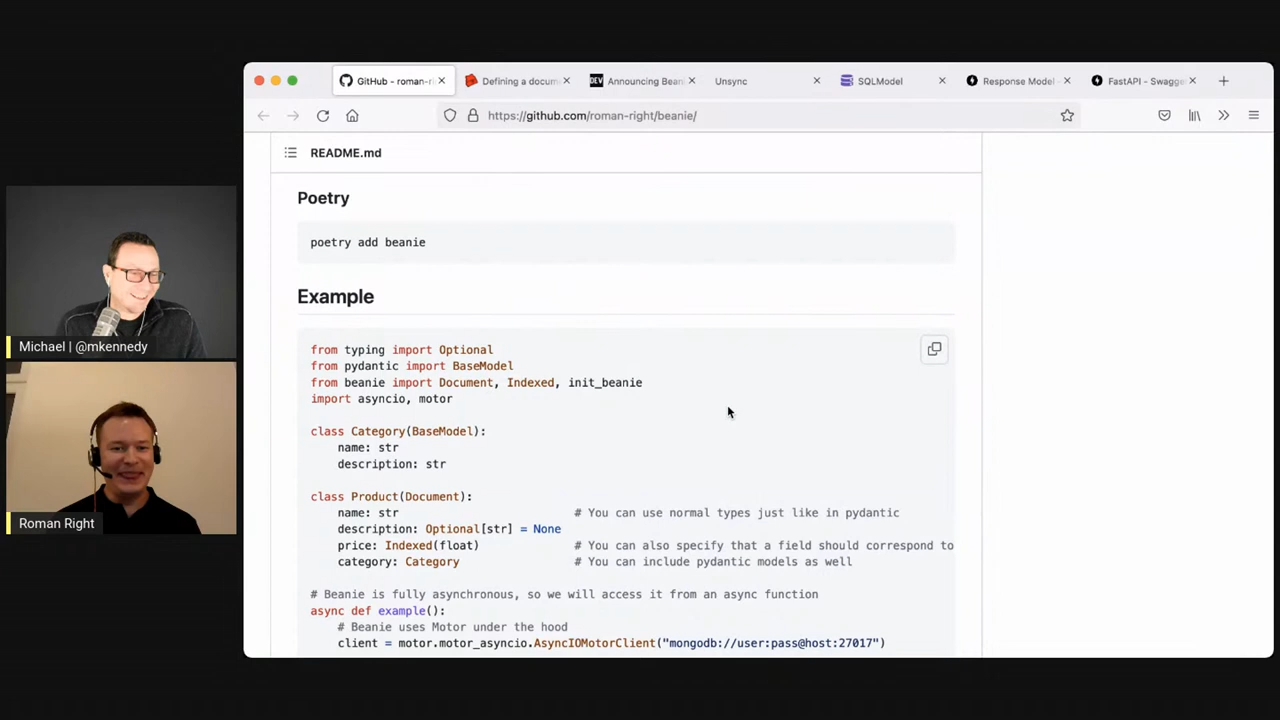 GitHub - roman-ri
Defining a docum
DEV
Announcing Bean
Unsync
SQLModel
Response Model -
FastAPI - Swagge
https://github.com/roman-right/beanie/
README.md
Poetry
poetry add beanie
Example
from typing import Optional
from pydantic import BaseModel
from beanie import Document, Indexed, init_beanie
import asyncio, motor
class Category(BaseModel):
name: str
description: str
class Product(Document):
name: str # You can use normal types just like in pydantic
description: Optional[str] = None
price: Indexed(float) # You can also specify that a field should correspond to
category: Category # You can include pydantic models as well
# Beanie is fully asynchronous, so we will access it from an async function
async def example():
# Beanie uses Motor under the hood
client = motor.motor_asyncio.AsyncIOMotorClient("mongodb://user:pass@host:27017")
Michael | @mkennedy
Roman Right